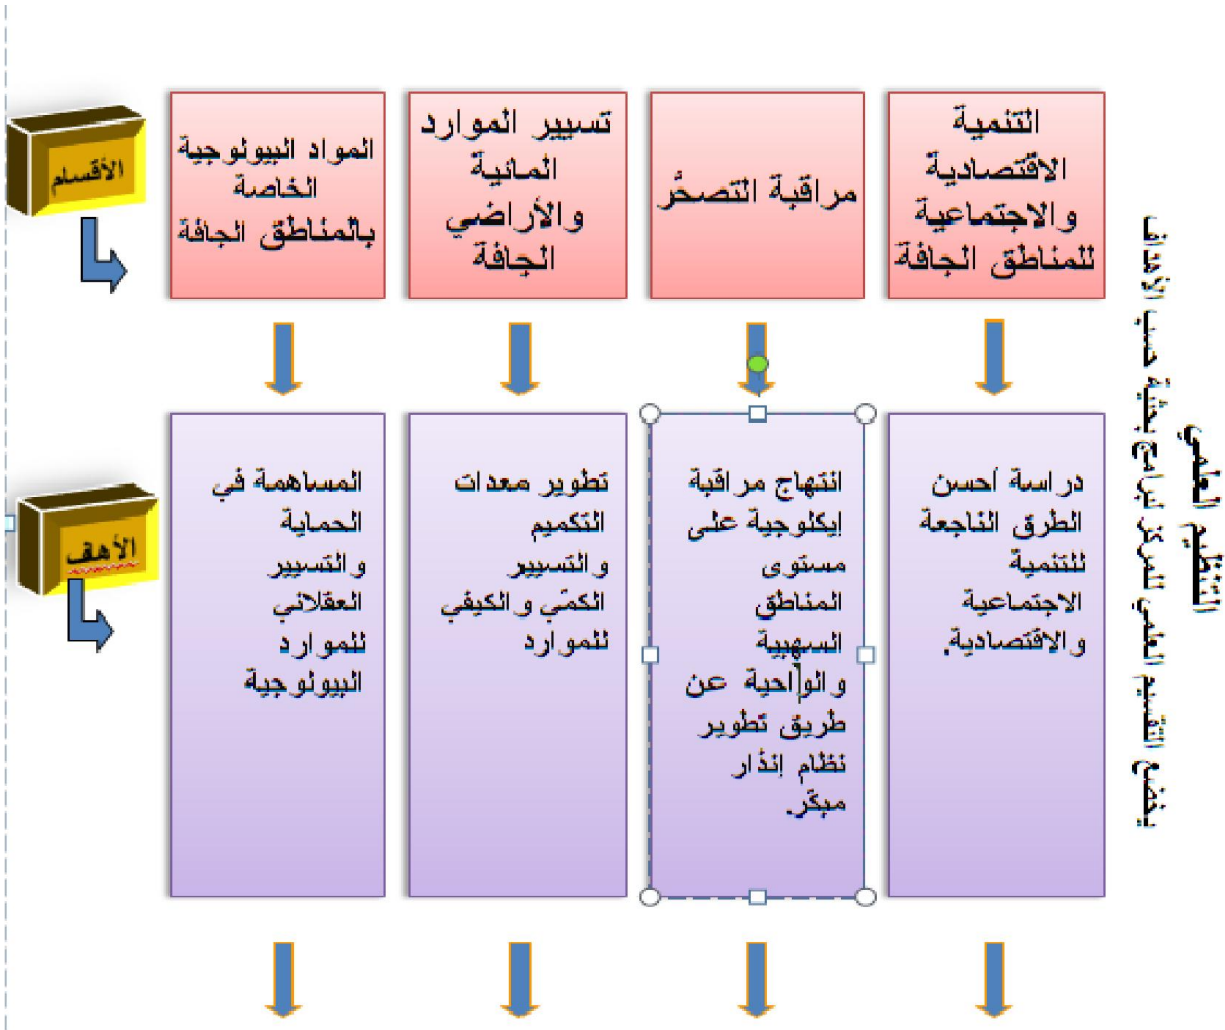 التنظيم العلمي
يخضع التقسيم العلمي للمركز لبرامج بحثية حسب الأهداف
الأقسام
التنمية
الاقتصادية
والاجتماعية
للمناطق الجافة
مراقبة التصحُّر
تسيير الموارد
المائية
والأراضي
الجافة
المواد البيولوجية
الخاصة
بالمناطق الجافة
الأهف
دراسة أحسن
الطرق الناجعة
للتنمية
الاجتماعية
والاقتصادية.
انتهاج مراقبة
إيكلوجية على
مستوى
المناطق
السهبية
والواحية عن
طريق تطوير
نظام إنذار
مبكّر.
تطوير معدات
التكميم
والتسيير
الكمّي والكيفي
للموارد
المساهمة في
الحماية
والتسيير
العقلاني
للموارد
البيولوجية